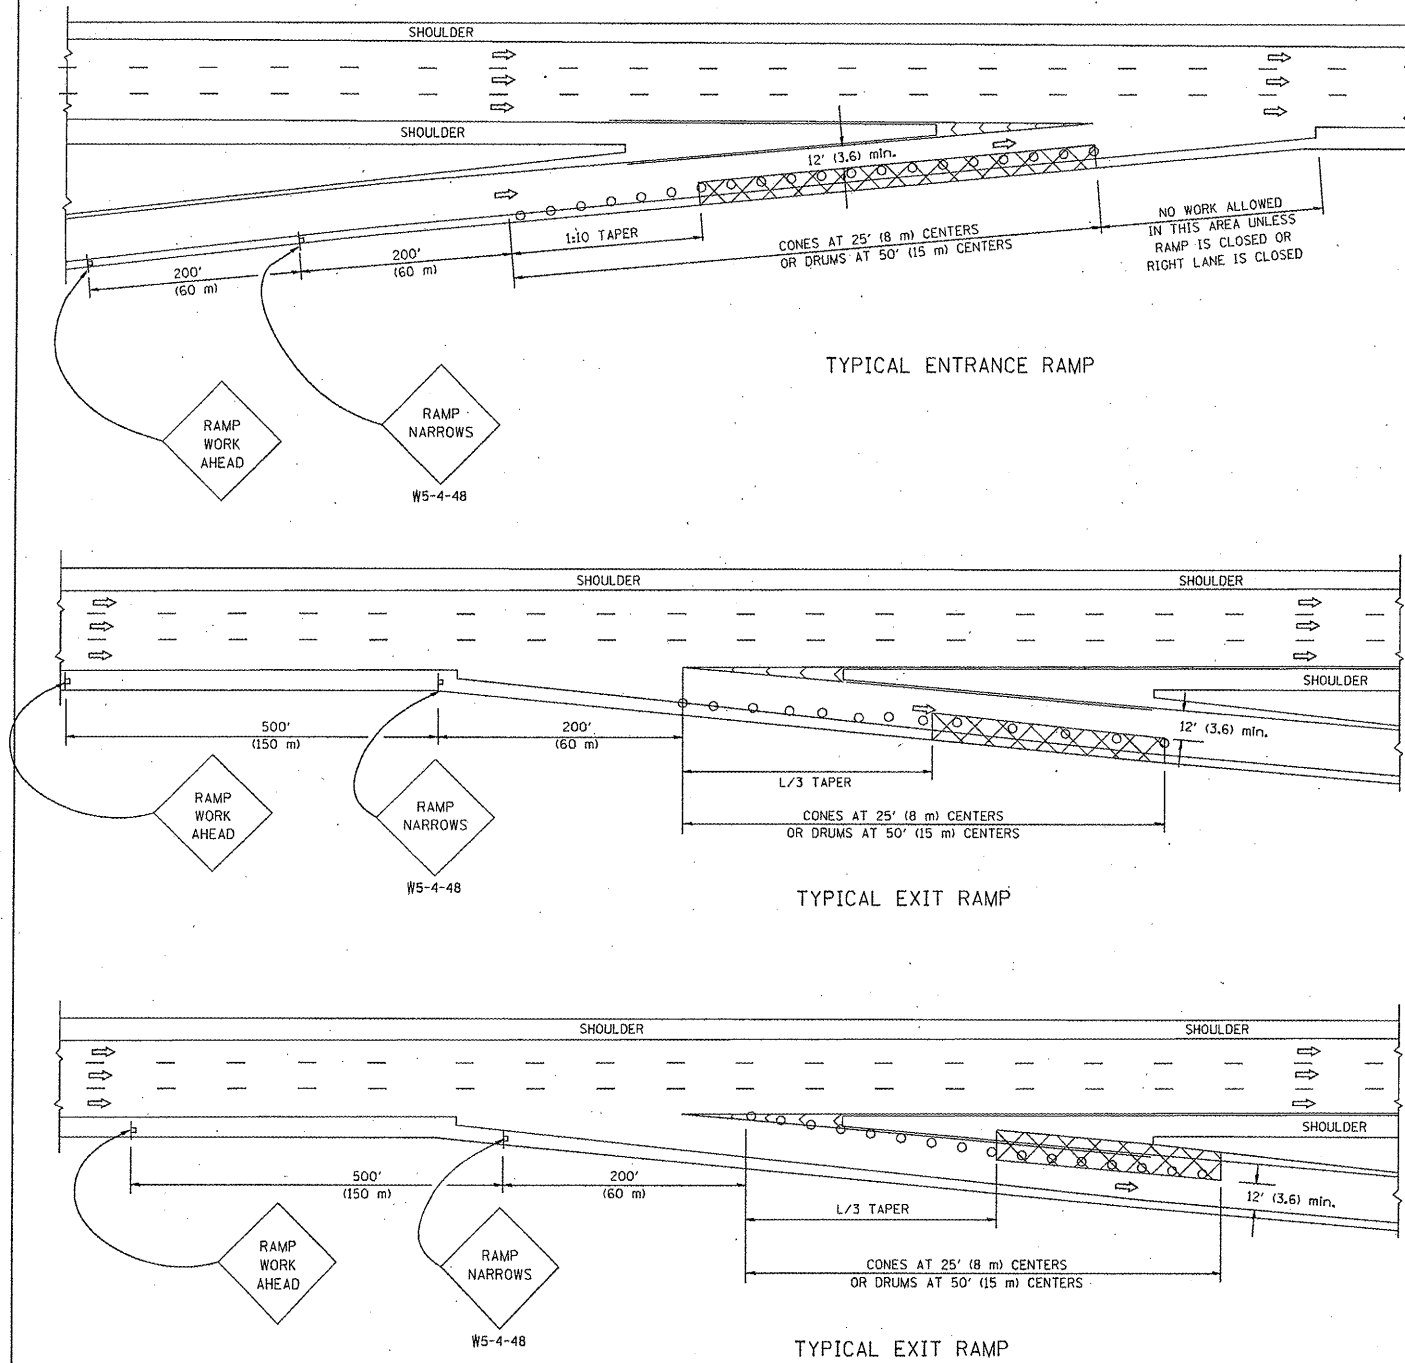 SHOULDER
SHOULDER
12' (3.6) min.
1:10 TAPER
CONES AT 25' (8 m) CENTERS
OR DRUMS AT 50' (15 m) CENTERS
NO WORK ALLOWED
IN THIS AREA UNLESS
RAMP IS CLOSED OR
RIGHT LANE IS CLOSED
200'
(60 m)
200'
(60 m)
TYPICAL ENTRANCE RAMP
RAMP
WORK
AHEAD
RAMP
NARROWS
W5-4-48
SHOULDER
SHOULDER
SHOULDER
500'
(150 m)
200'
(60 m)
12' (3.6) min.
L/3 TAPER
RAMP
WORK
AHEAD
RAMP
NARROWS
CONES AT 25' (8 m) CENTERS
OR DRUMS AT 50' (15 m) CENTERS
W5-4-48
TYPICAL EXIT RAMP
SHOULDER
SHOULDER
SHOULDER
500'
(150 m)
200'
(60 m)
12' (3.6) min.
L/3 TAPER
RAMP
WORK
AHEAD
RAMP
NARROWS
CONES AT 25' (8 m) CENTERS
OR DRUMS AT 50' (15 m) CENTERS
W5-4-48
TYPICAL EXIT RAMP